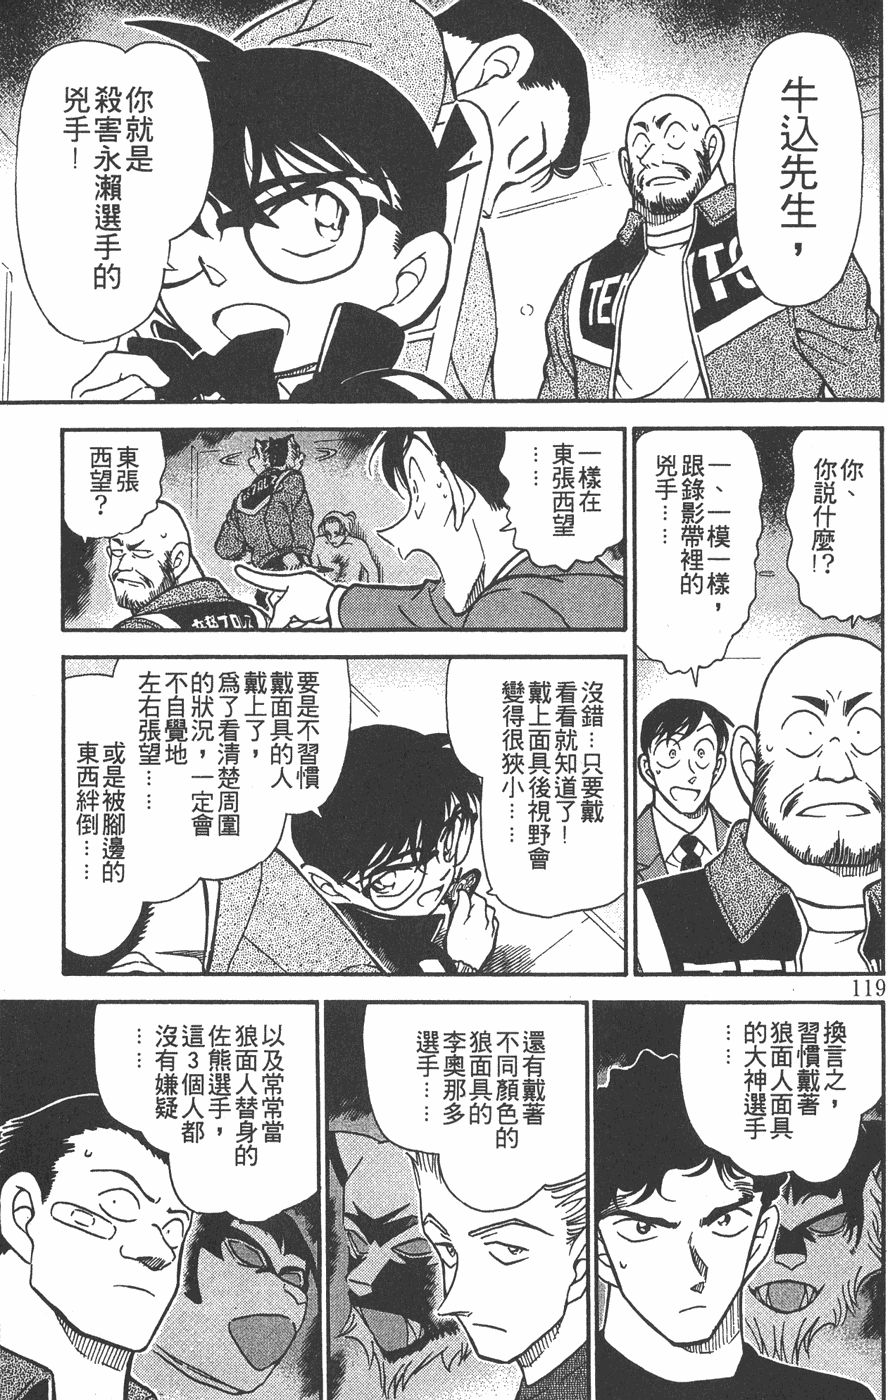 牛込先生，
你就是
殺害永瀨選手的
兇手！
TE
ITO
你、
你說什麼!?
一、一模一樣，
跟錄影帶裡的
兇手……
一樣在
東張西望
……
東張
西望？
沒錯…只要戴
看看就知道了！
戴上面具後視野會
變得很狹小……
要是不習慣
戴面具的人
戴上了，
為了看清楚周圍
的狀況，一定會
不自覺地
左右張望……
或是被腳邊的
東西絆倒……
119
換言之，
習慣戴著
狼面人面具
的大神選手
……
還有戴著
不同顏色的
狼面具的
李奧那多
選手……
以及常常當
狼面人替身的
佐熊選手，
這3個人都
沒有嫌疑
……